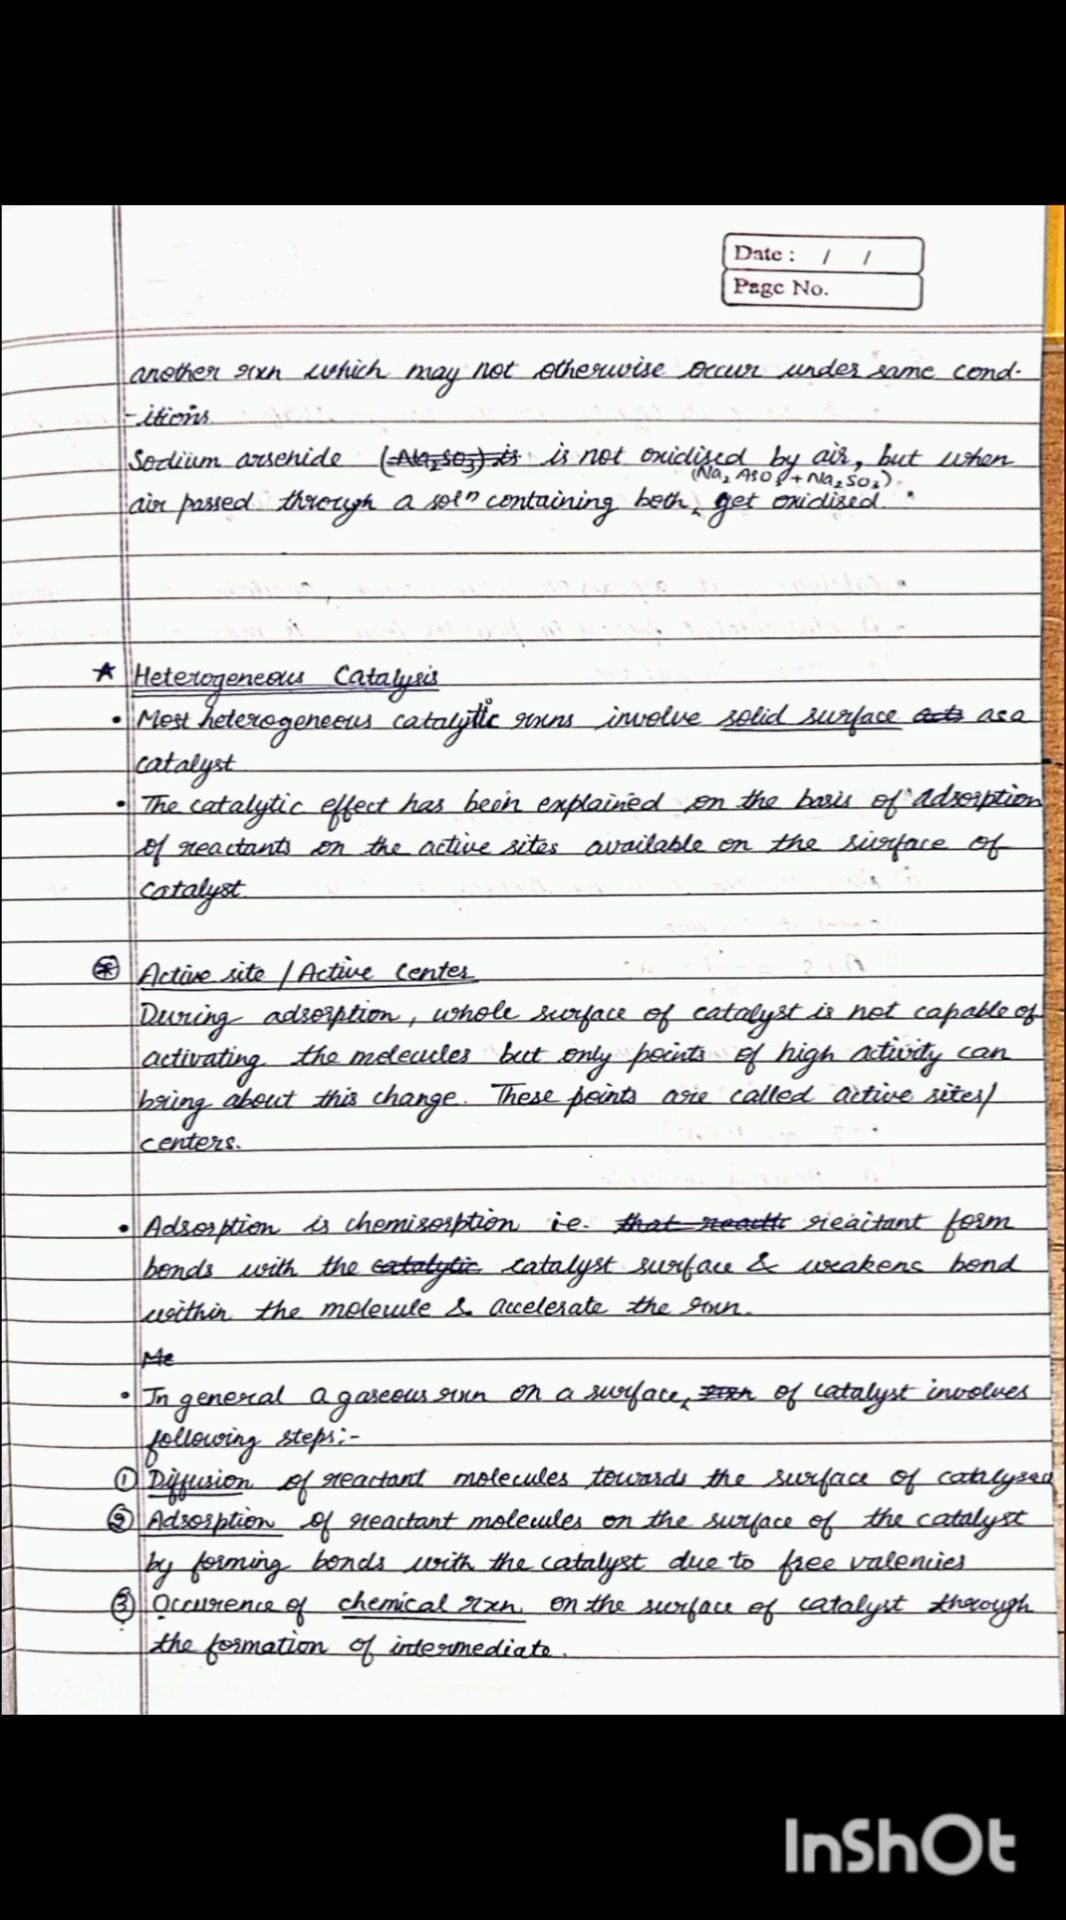 Date : / /
Page No.
another rxn which may not otherwise occur under same cond-
-itions.
Sodium arsenide (Na2SO3) is is not oxidised by air, but when
(Na3 AsO3 + Na2SO3)
air passed through a solⁿ containing both, get oxidised.
Heterogeneous Catalysis
• Most heterogeneous catalytic rxns involve solid surface acts as a
catalyst
• The catalytic effect has been explained on the basis of adsorption
of reactants on the active sites available on the surface of
catalyst.
Active site / Active center
During adsorption, whole surface of catalyst is not capable of
activating the molecules but only points of high activity can
bring about this change. These points are called active sites/
centers.
• Adsorption is chemisorption i.e. that reactt reactant form
bonds with the catalytic catalyst surface & weakens bond
within the molecule & accelerate the rxn.
Me
• In general a gaseous rxn on a surface, rxn of catalyst involves
following steps:-
① Diffusion of reactant molecules towards the surface of catalysed
② Adsorption of reactant molecules on the surface of the catalyst
by forming bonds with the catalyst due to free valencies
③ Occurence of chemical rxn on the surface of catalyst through
the formation of intermediate.
InShOt